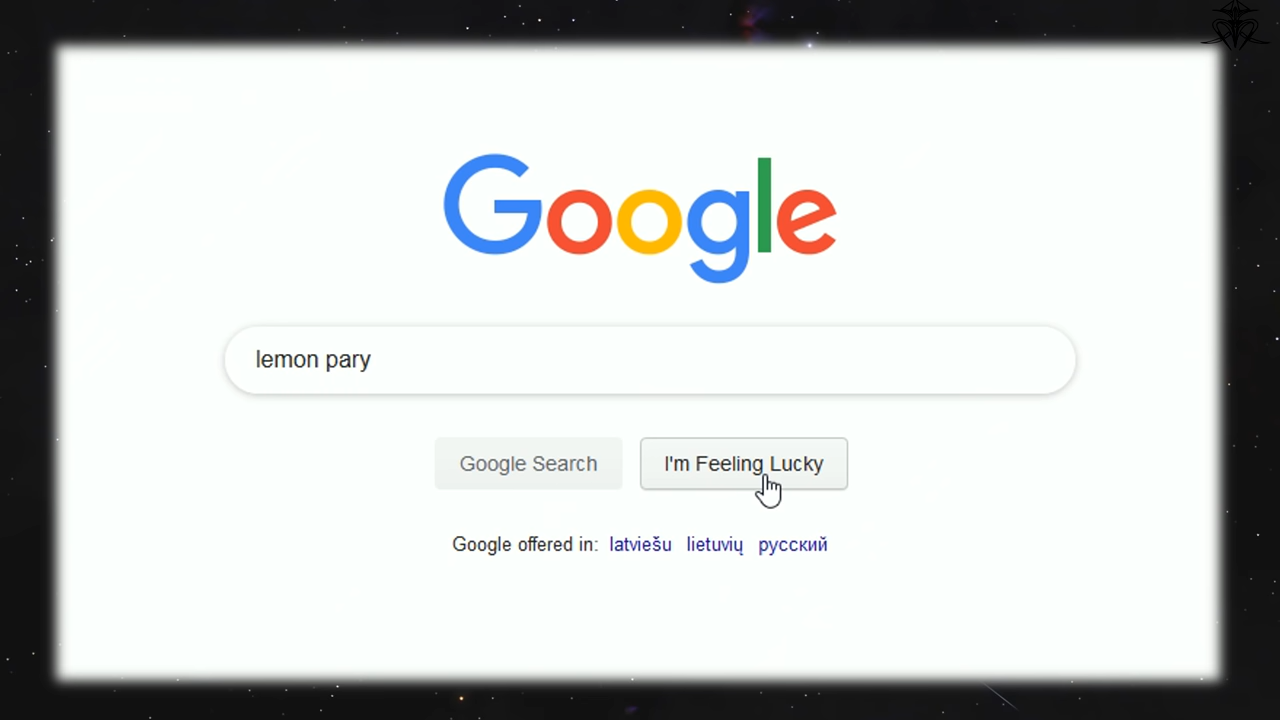 Google
lemon pary
Google Search I'm Feeling Lucky
Google offered in: latviešu lietuvių русский